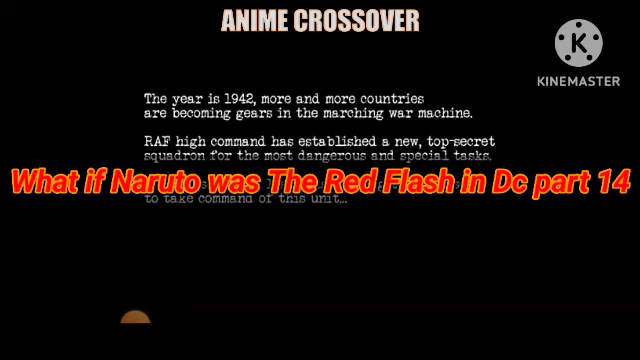 ANIME CROSSOVER
K
KINEMASTER
The year is 1942, more and more countries
are becoming gears in the marching war machine.
RAF high command has established a new, top-secret
squadron for the most dangerous and special tasks.
What if Naruto was The Red Flash in Dc part 14
to take command of this unit...